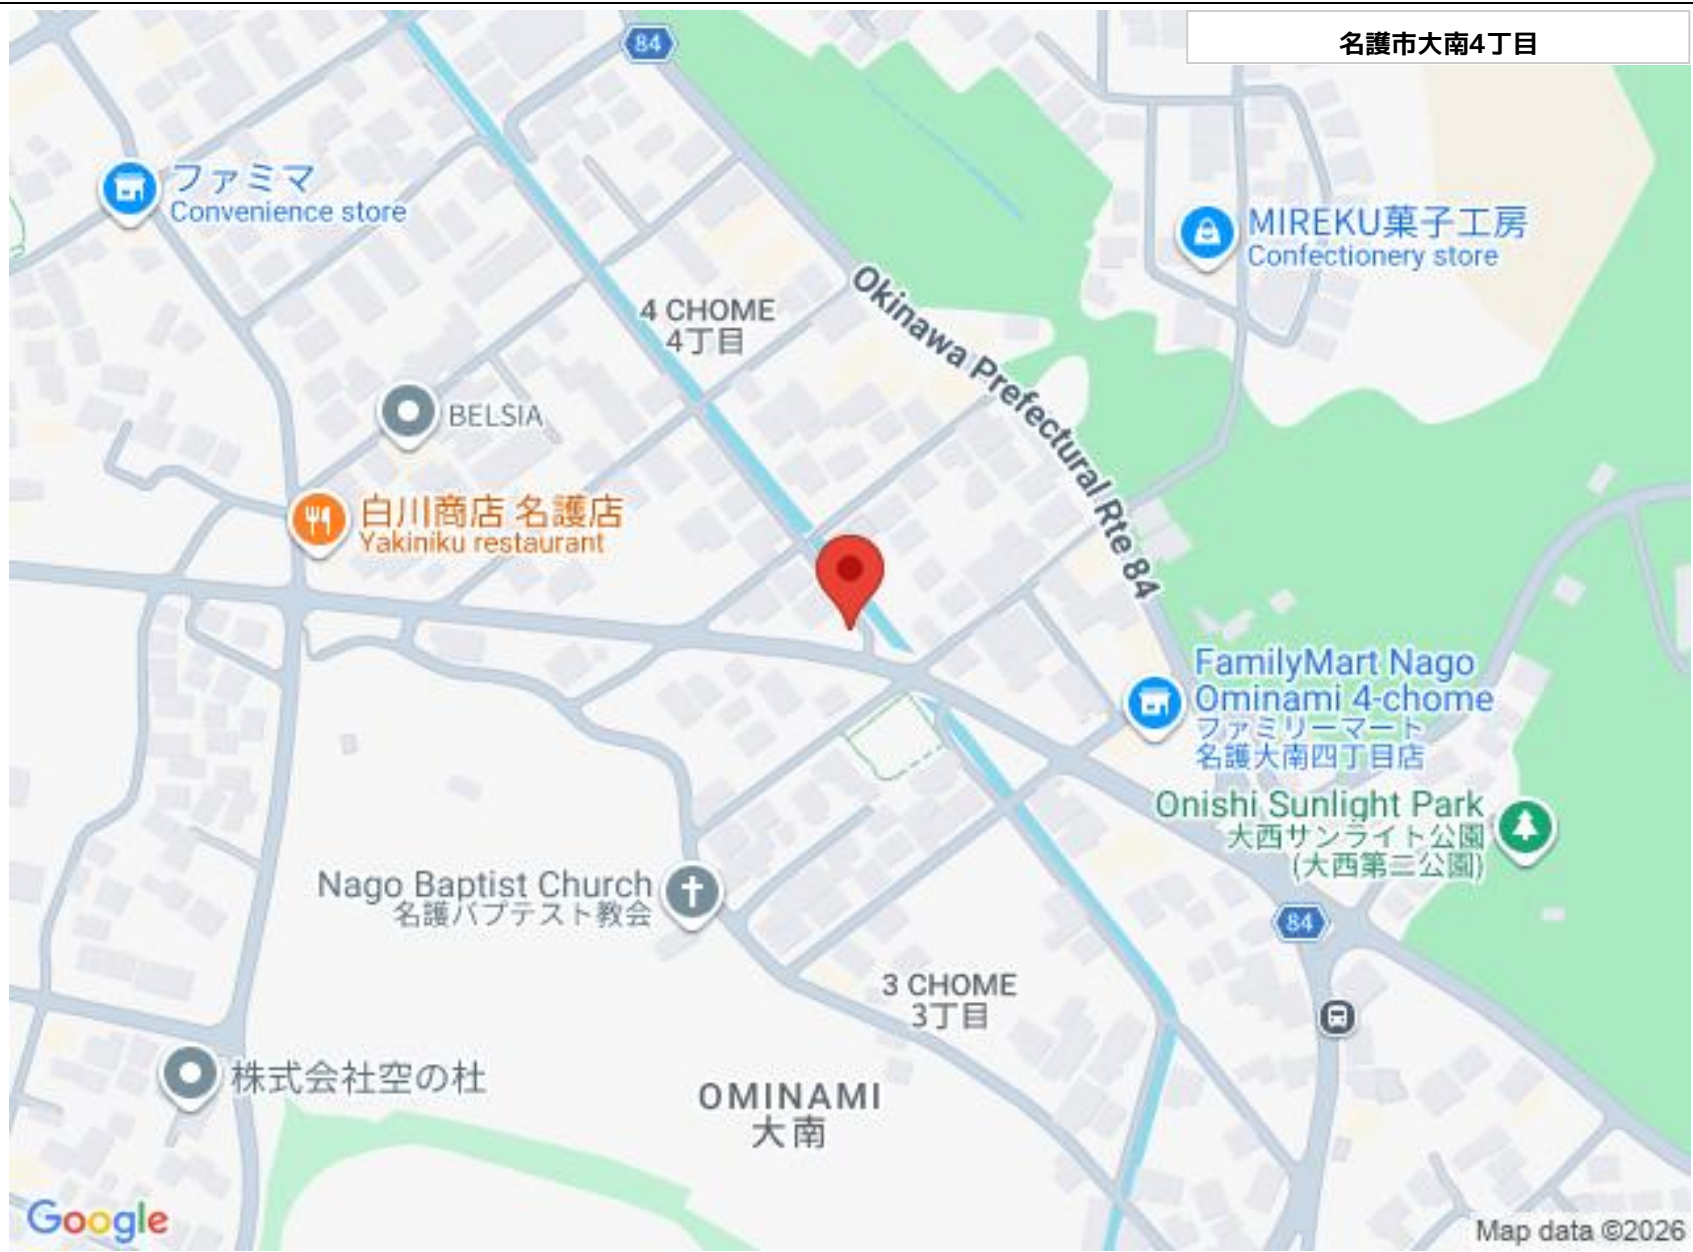 名護市大南4丁目
84
ファミマ
Convenience store
MIREKU菓子工房
Confectionery store
4 CHOME
4丁目
Okinawa Prefectural Rte 84
BELSIA
白川商店 名護店
Yakiniku restaurant
FamilyMart Nago
Ominami 4-chome
ファミリーマート
名護大南四丁目店
Onishi Sunlight Park
大西サンライト公園
(大西第二公園)
Nago Baptist Church
名護バプテスト教会
84
3 CHOME
3丁目
株式会社空の杜
OMINAMI
大南
Google
Map data ©2026